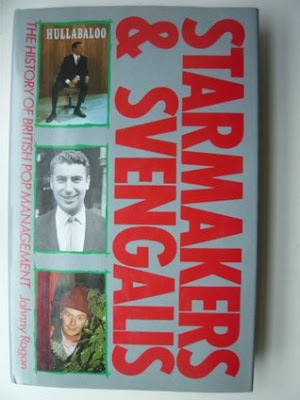 HULLABALOO
STARMAKERS
& SVENGALIS
THE HISTORY OF BRITISH POP MANAGEMENT Johnny Rogan